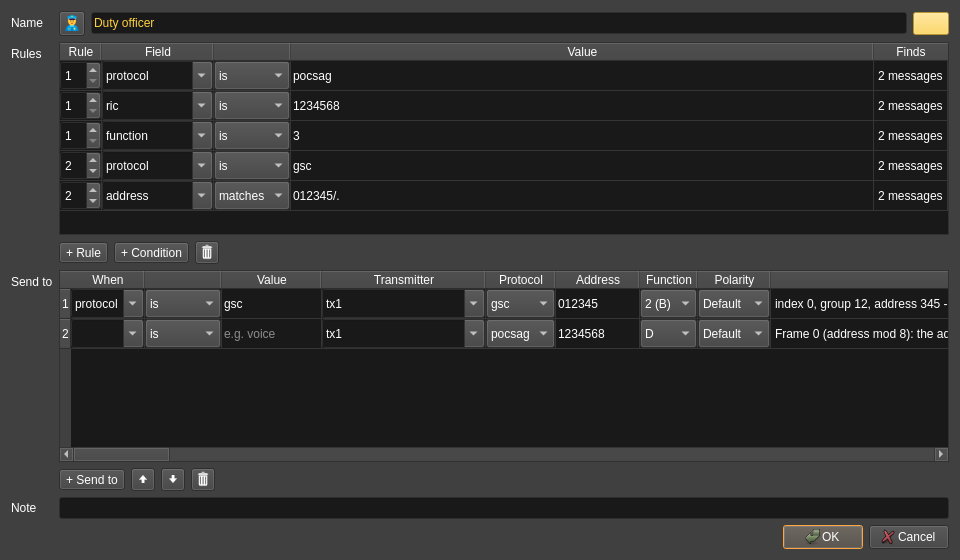 Name Duty officer
Rules Rule Field Value Finds
1 protocol is pocsag 2 messages
1 ric is 1234568 2 messages
1 function is 3 2 messages
2 protocol is gsc 2 messages
2 address matches 012345/. 2 messages
+ Rule + Condition
Send to When Value Transmitter Protocol Address Function Polarity
1 protocol is gsc tx1 gsc 012345 2 (B) Default index 0, group 12, address 345 -
2 is e.g. voice tx1 pocsag 1234568 D Default Frame 0 (address mod 8): the ad
+ Send to
Note
OK Cancel